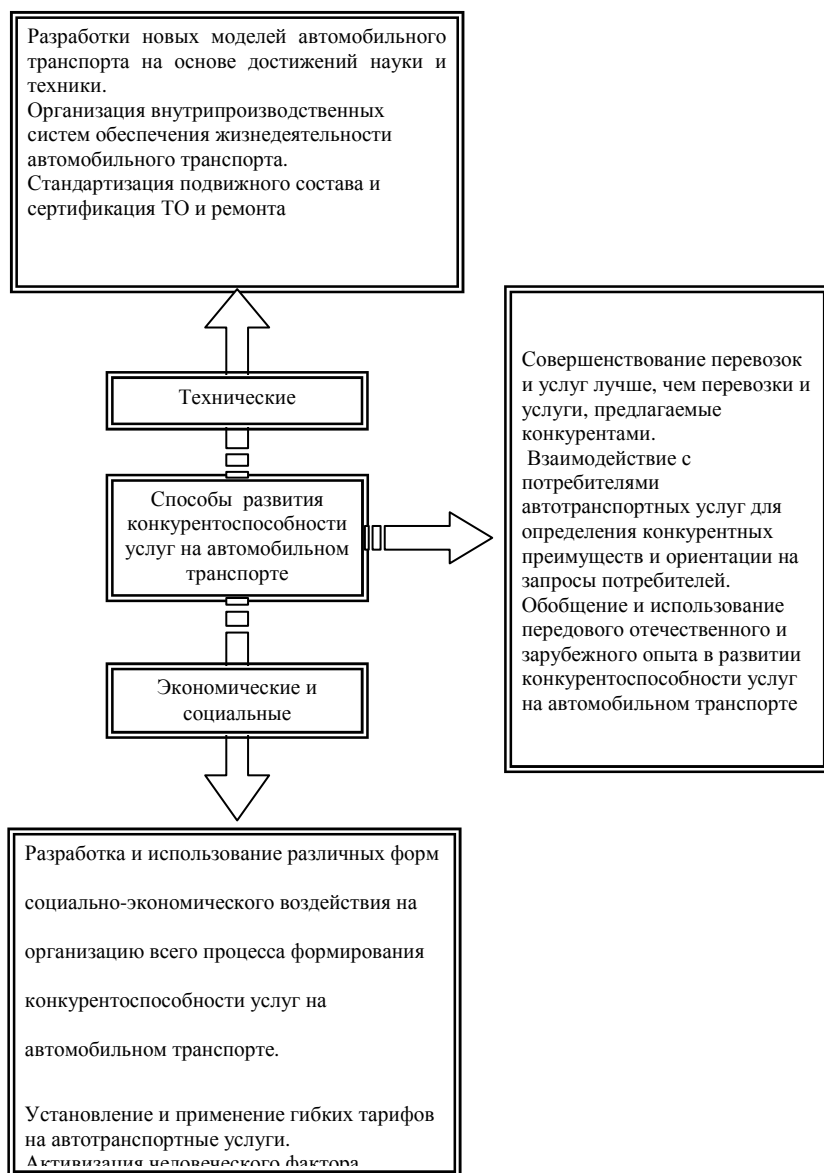 Разработки новых моделей автомобильного
транспорта на основе достижений науки и
техники.
Организация внутрипроизводственных
систем обеспечения жизнедеятельности
автомобильного транспорта.
Стандартизация подвижного состава и
сертификация ТО и ремонта
Технические
Способы развития
конкурентоспособности
услуг на автомобильном
транспорте
Совершенствование перевозок
и услуг лучше, чем перевозки и
услуги, предлагаемые
конкурентами.
Взаимодействие с
потребителями
автотранспортных услуг для
определения конкурентных
преимуществ и ориентации на
запросы потребителей.
Обобщение и использование
передового отечественного и
зарубежного опыта в развитии
конкурентоспособности услуг
на автомобильном транспорте
Экономические и
социальные
Разработка и использование различных форм
социально-экономического воздействия на
организацию всего процесса формирования
конкурентоспособности услуг на
автомобильном транспорте.
Установление и применение гибких тарифов
на автотранспортные услуги.
Активизация человеческого фактора